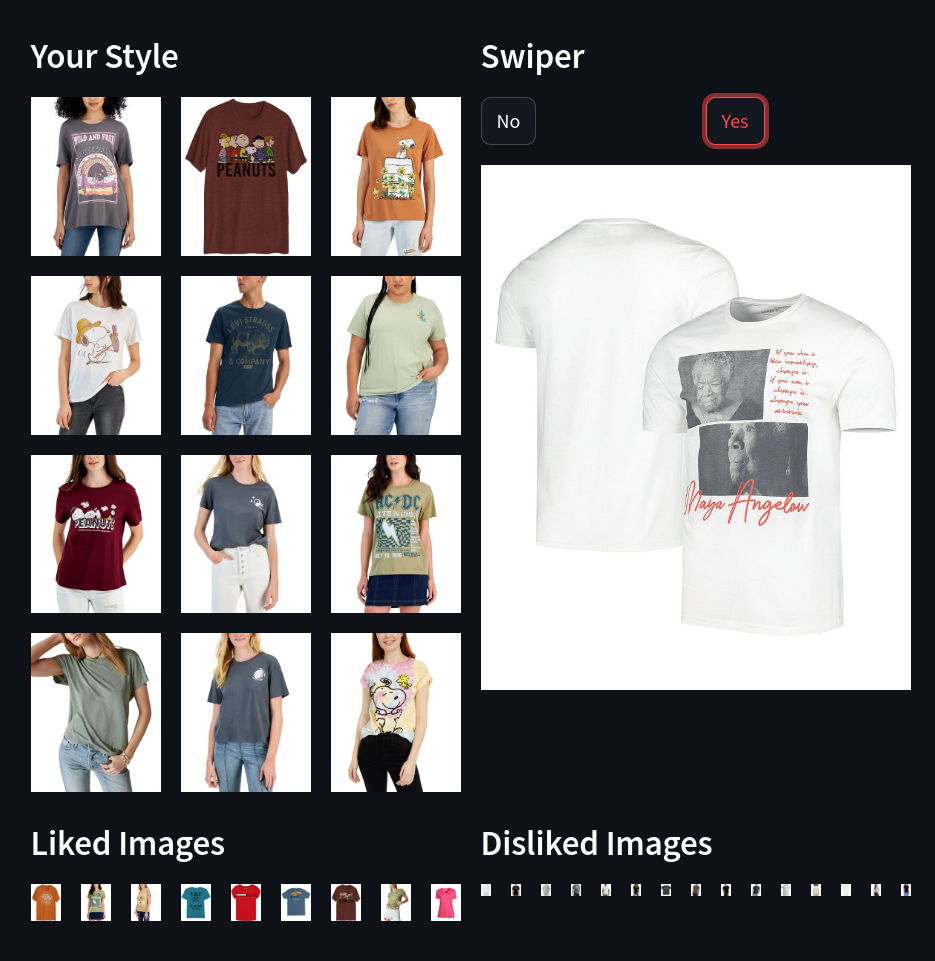 Your Style
Swiper
No
Yes
WILD AND FREE
PEANUTS
LEVI STRAUSS
& COMPANY
PEANUTS
AC DC
If you don't
like something,
change it.
if you can't
change it.
change your
attitude.
Maya Angelou
Liked Images
Disliked Images